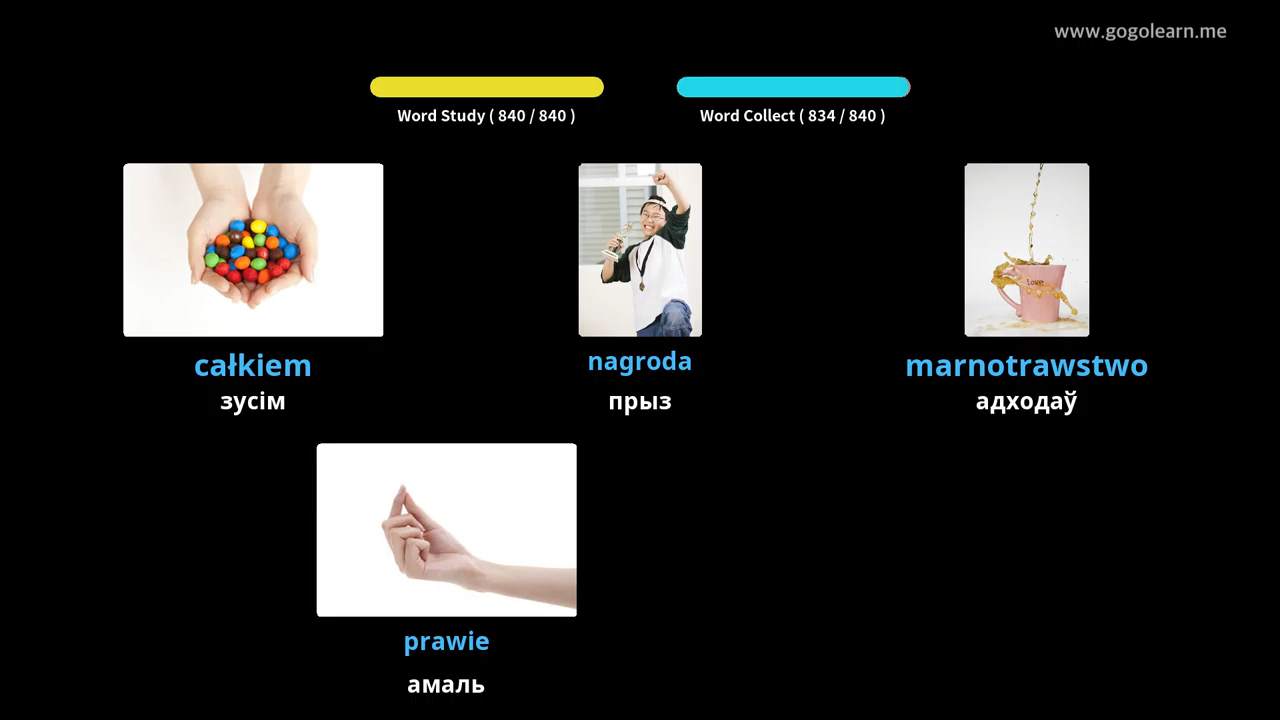 www.gogolearn.me
Word Study ( 840 / 840 )
Word Collect ( 834 / 840 )
Love
całkiem
nagroda
marnotrawstwo
зусім
прыз
адходаў
prawie
амаль